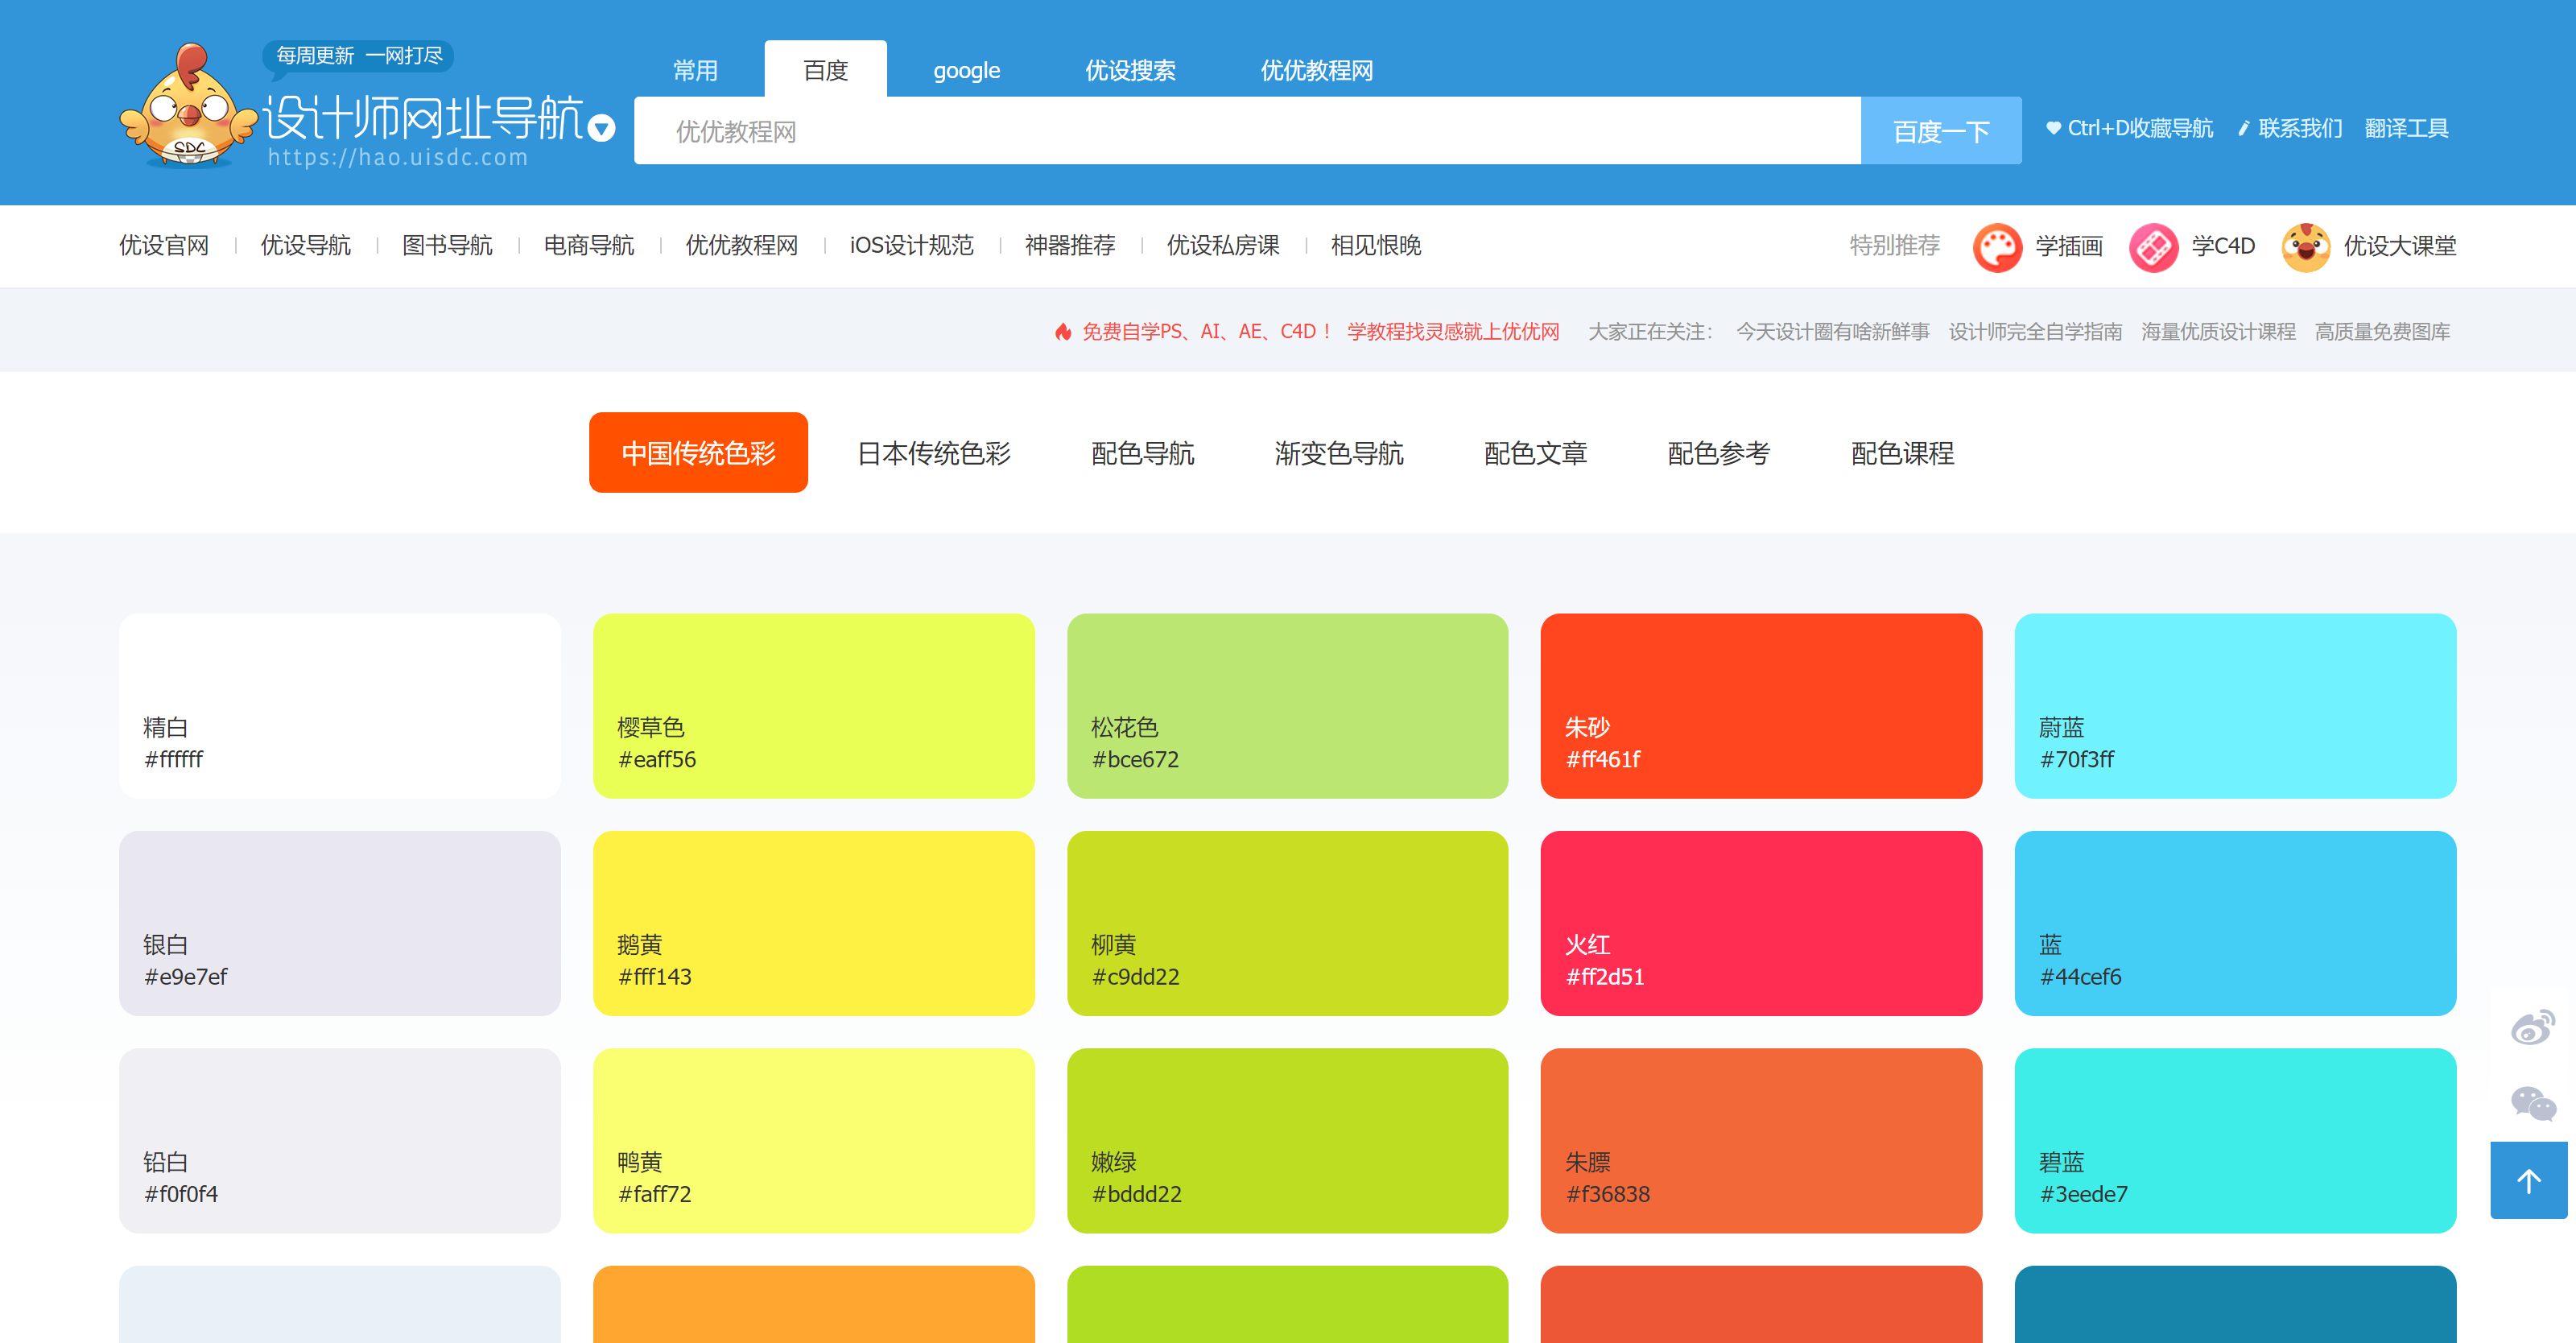 每周更新 一网打尽
设计师网址导航
https://hao.uisdc.com
SDC
常用 百度 google 优设搜索 优优教程网
优优教程网 百度一下
Ctrl+D收藏导航 联系我们 翻译工具
优设官网 优设导航 图书导航 电商导航 优优教程网 iOS设计规范 神器推荐 优设私房课 相见恨晚
特别推荐 学插画 学C4D 优设大课堂
免费自学PS、AI、AE、C4D！ 学教程找灵感就上优优网 大家正在关注： 今天设计圈有啥新鲜事 设计师完全自学指南 海量优质设计课程 高质量免费图库
中国传统色彩 日本传统色彩 配色导航 渐变色导航 配色文章 配色参考 配色课程
精白
#ffffff
樱草色
#eaff56
松花色
#bce672
朱砂
#ff461f
蔚蓝
#70f3ff
银白
#e9e7ef
鹅黄
#fff143
柳黄
#c9dd22
火红
#ff2d51
蓝
#44cef6
铅白
#f0f0f4
鸭黄
#faff72
嫩绿
#bddd22
朱膘
#f36838
碧蓝
#3eede7